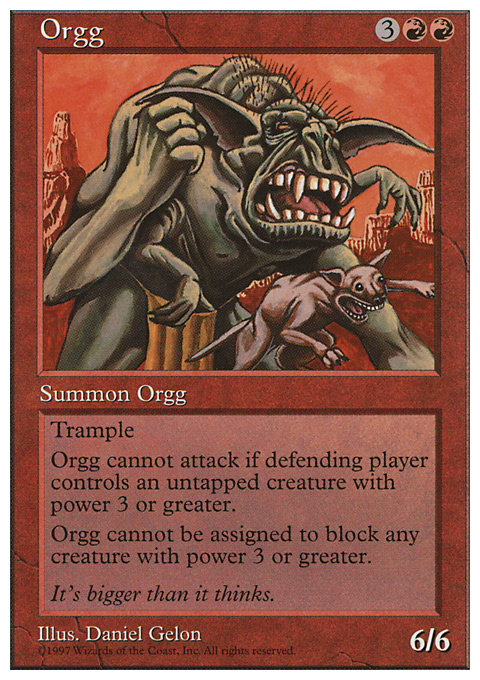 Orgg 3
Summon Orgg
Trample
Orgg cannot attack if defending player
controls an untapped creature with
power 3 or greater.
Orgg cannot be assigned to block any
creature with power 3 or greater.
It's bigger than it thinks.
Illus. Daniel Gelon
©1997 Wizards of the Coast, Inc. All rights reserved.
6/6